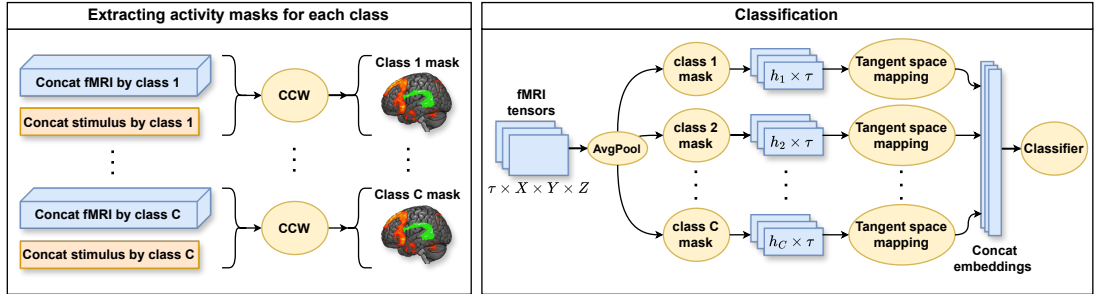 Extracting activity masks for each class
Concat fMRI by class 1
Concat stimulus by class 1
CCW
Class 1 mask
Concat fMRI by class C
Concat stimulus by class C
CCW
Class C mask
Classification
fMRI
tensors
τ × X × Y × Z
AvgPool
class 1
mask
h₁ × τ
Tangent space
mapping
class 2
mask
h₂ × τ
Tangent space
mapping
class C
mask
h_C × τ
Tangent space
mapping
Concat
embeddings
Classifier